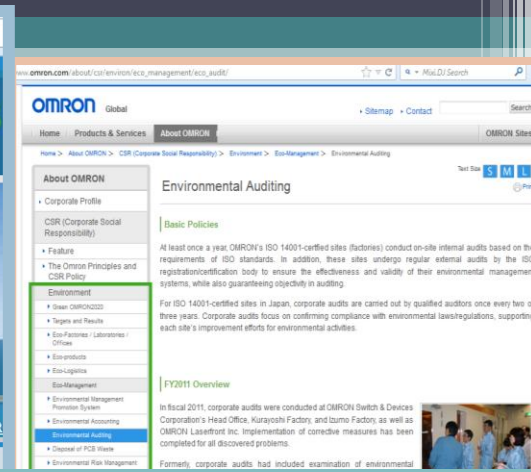 www.omron.com/about/csr/environ/eco_management/eco_audit/
MixiDJ Search
OMRON Global
Sitemap Contact Search
Home Products & Services About OMRON OMRON Sites
Home > About OMRON > CSR (Corporate Social Responsibility) > Environment > Eco-Management > Environmental Auditing
Text Size S M L
About OMRON
Environmental Auditing
Corporate Profile
CSR (Corporate Social
Responsibility)
Feature
The Omron Principles and
CSR Policy
Environment
Green OMRON2020
Targets and Results
Eco-Factories / Laboratories /
Offices
Eco-products
Eco-Logistics
Eco-Management
Environmental Management
Promotion System
Environmental Accounting
Environmental Auditing
Disposal of PCB Waste
Environmental Risk Management
Basic Policies
At least once a year, OMRON's ISO 14001-certfied sites (factories) conduct on-site internal audits based on the
requirements of ISO standards. In addition, these sites undergo regular external audits by the ISO
registration/certification body to ensure the effectiveness and validity of their environmental management
systems, while also guaranteeing objectivity in auditing.
For ISO 14001-certified sites in Japan, corporate audits are carried out by qualified auditors once every two o
three years. Corporate audits focus on confirming compliance with environmental laws/regulations, supporting
each site's improvement efforts for environmental activities.
FY2011 Overview
In fiscal 2011, corporate audits were conducted at OMRON Switch & Devices
Corporation's Head Office, Kurayoshi Factory, and Izumo Factory, as well as
OMRON Laserfront Inc. Implementation of corrective measures has been
completed for all discovered problems.
Formerly, corporate audits had included examination of environmental